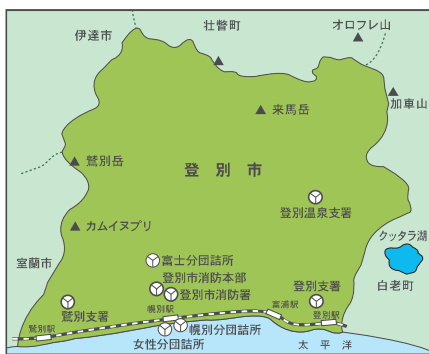 オロフレ山
壮瞥町
伊達市
加車山
来馬岳
鷲別岳
登別市
登別温泉支署
カムイヌプリ
クッタラ湖
室蘭市
富士分団詰所
登別市消防本部
白老町
登別支署
登別市消防署
鷲別支署
幌別駅
富浦駅
登別駅
鷲別駅
幌別分団詰所
女性分団詰所
太平洋